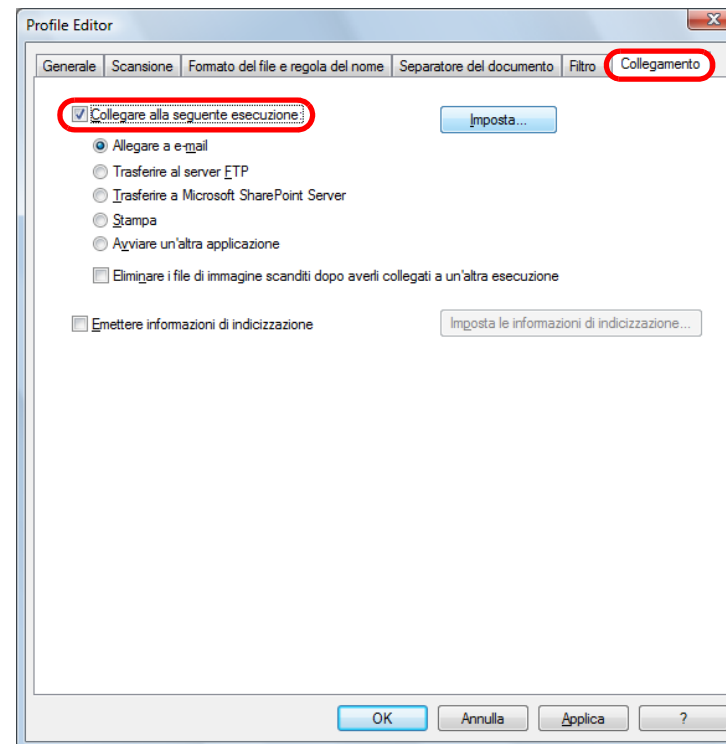 Profile Editor
Generale Scansione Formato del file e regola del nome Separatore del documento Filtro Collegamento
Collegare alla seguente esecuzione: Imposta...
Allegare a e-mail
Trasferire al server FTP
Trasferire a Microsoft SharePoint Server
Stampa
Avviare un'altra applicazione
Eliminare i file di immagine scanditi dopo averli collegati a un'altra esecuzione
Emettere informazioni di indicizzazione Imposta le informazioni di indicizzazione...
OK Annulla Applica ?